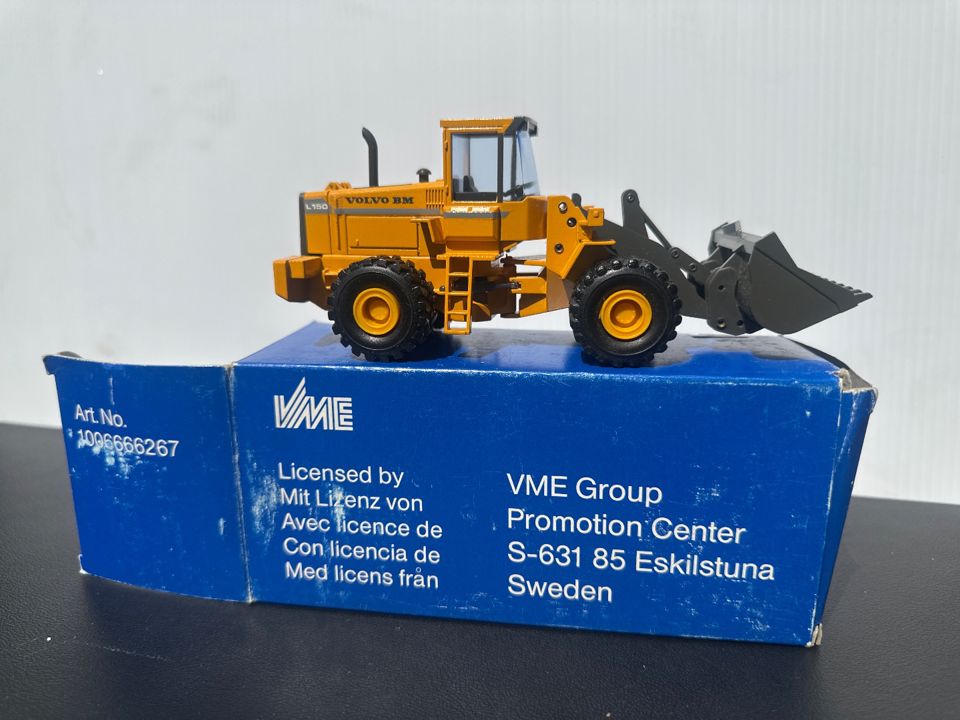 L150
VOLVO BM
Art. No.
1006666267
VME
Licensed by
Mit Lizenz von
Avec licence de
Con licencia de
Med licens från
VME Group
Promotion Center
S-631 85 Eskilstuna
Sweden